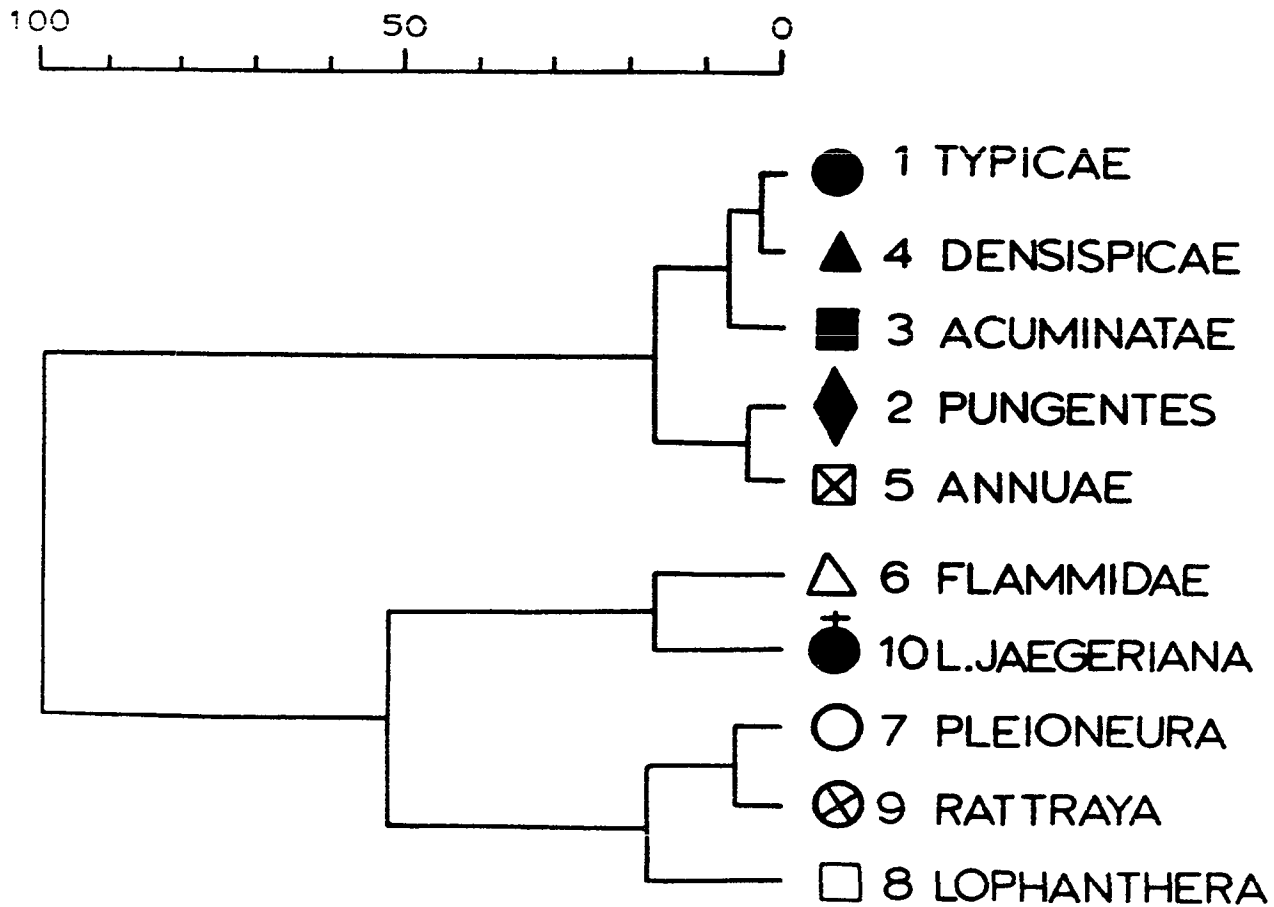 100 50 0
1 TYPICAE
4 DENSISPICAE
3 ACUMINATAE
2 PUNGENTES
5 ANNUAE
6 FLAMMIDAE
10 L.JAEGERIANA
7 PLEIONEURA
9 RATTRAYA
8 LOPHANTHERA